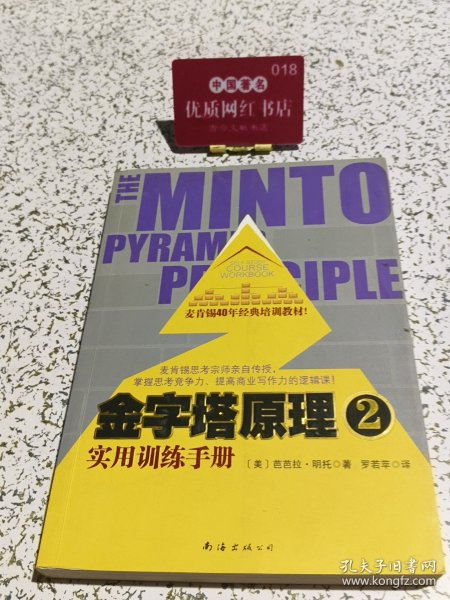 018
中国著名
优质网红书店
THE
MINTO
PYRAMID
PRINCIPLE
SELF-STUDY
COURSE
WORKBOOK
麦肯锡40年经典培训教材!
麦肯锡思考宗师亲自传授,
掌握思考竞争力、提高商业写作力的逻辑课!
金字塔原理2
实用训练手册
〔美〕芭芭拉·明托◎著 罗若苹◎译
南海出版公司
孔夫子旧书网
www.kongfz.com